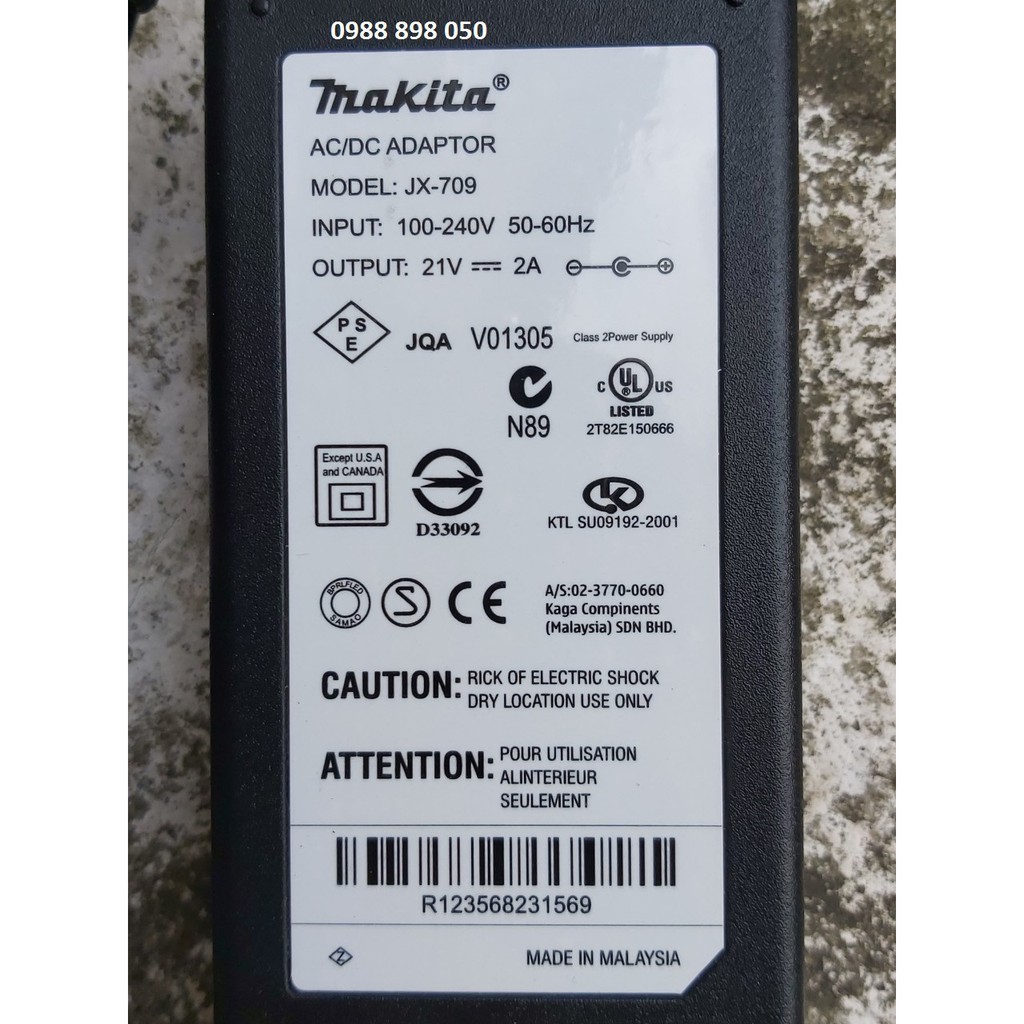 0988 898 050
Makita®
AC/DC ADAPTOR
MODEL: JX-709
INPUT: 100-240V 50-60Hz
OUTPUT: 21V 2A
PS
E
JQA V01305 Class 2Power Supply
N89
C UL US
LISTED
2T82E150666
Except U.S.A
and CANADA
D33092
KTL SU09192-2001
BPRLFLED
SAMAO
S
CE
A/S:02-3770-0660
Kaga Compinents
(Malaysia) SDN BHD.
CAUTION: RICK OF ELECTRIC SHOCK
DRY LOCATION USE ONLY
ATTENTION: POUR UTILISATION
ALINTERIEUR
SEULEMENT
R123568231569
Z
MADE IN MALAYSIA